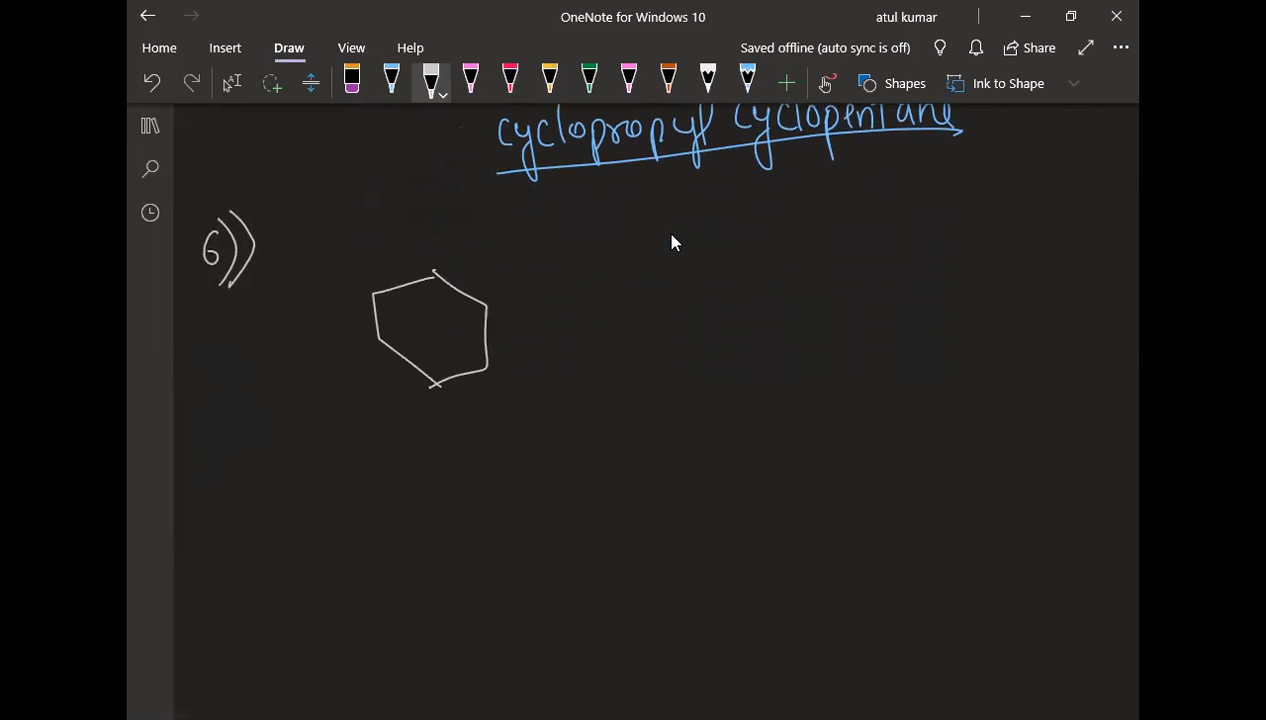 OneNote for Windows 10
atul kumar
Home Insert Draw View Help
Saved offline (auto sync is off)
Share
Shapes
Ink to Shape
cyclopropyl cyclopentane
6))